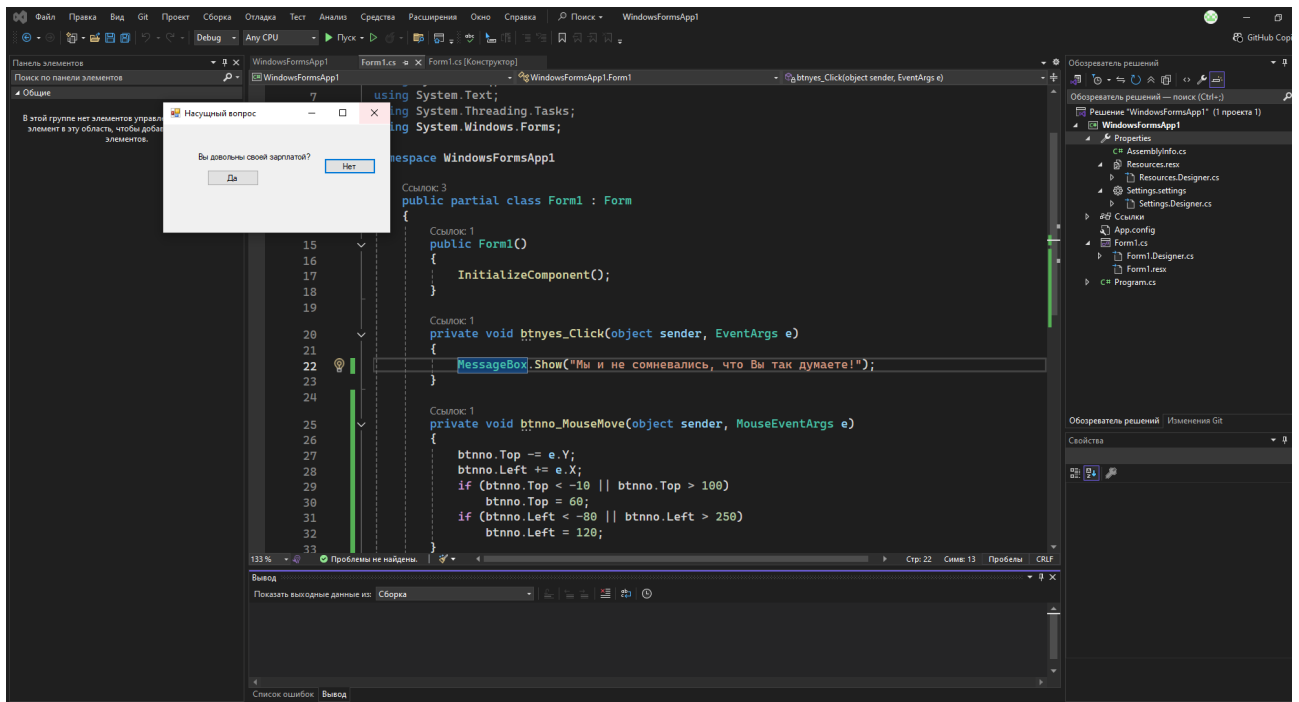 Файл Правка Вид Git Проект Сборка Отладка Тест Анализ Средства Расширения Окно Справка Поиск WindowsFormsApp1
Debug Any CPU Пуск GitHub Copi
Панель элементов
Поиск по панели элементов
Общие
В этой группе нет элементов управл
элемент в эту область, чтобы доба
элементов.
Насущный вопрос
Вы довольны своей зарплатой?
Нет
Да
WindowsFormsApp1 Form1.cs Form1.cs [Конструктор]
WindowsFormsApp1 WindowsFormsApp1.Form1 btnyes_Click(object sender, EventArgs e)
7 using System.Text;
ng System.Threading.Tasks;
ng System.Windows.Forms;
mespace WindowsFormsApp1
Ссылок: 3
public partial class Form1 : Form
{
Ссылок: 1
15 public Form1()
16 {
17 InitializeComponent();
18 }
19
Ссылок: 1
20 private void btnyes_Click(object sender, EventArgs e)
21 {
22 MessageBox.Show("Мы и не сомневались, что Вы так думаете!");
23 }
24
Ссылок: 1
25 private void btnno_MouseMove(object sender, MouseEventArgs e)
26 {
27 btnno.Top -= e.Y;
28 btnno.Left += e.X;
29 if (btnno.Top < -10 || btnno.Top > 100)
30 btnno.Top = 60;
31 if (btnno.Left < -80 || btnno.Left > 250)
32 btnno.Left = 120;
33 }
133 % Проблемы не найдены. Стр: 22 Симв: 13 Пробелы CRLF
Вывод
Показать выходные данные из: Сборка
Список ошибок Вывод
Обозреватель решений
Обозреватель решений — поиск (Ctrl+;)
Решение "WindowsFormsApp1" (1 проекта)
WindowsFormsApp1
Properties
C# AssemblyInfo.cs
Resources.resx
Resources.Designer.cs
Settings.settings
Settings.Designer.cs
Ссылки
App.config
Form1.cs
Form1.Designer.cs
Form1.resx
C# Program.cs
Обозреватель решений Изменения Git
Свойства